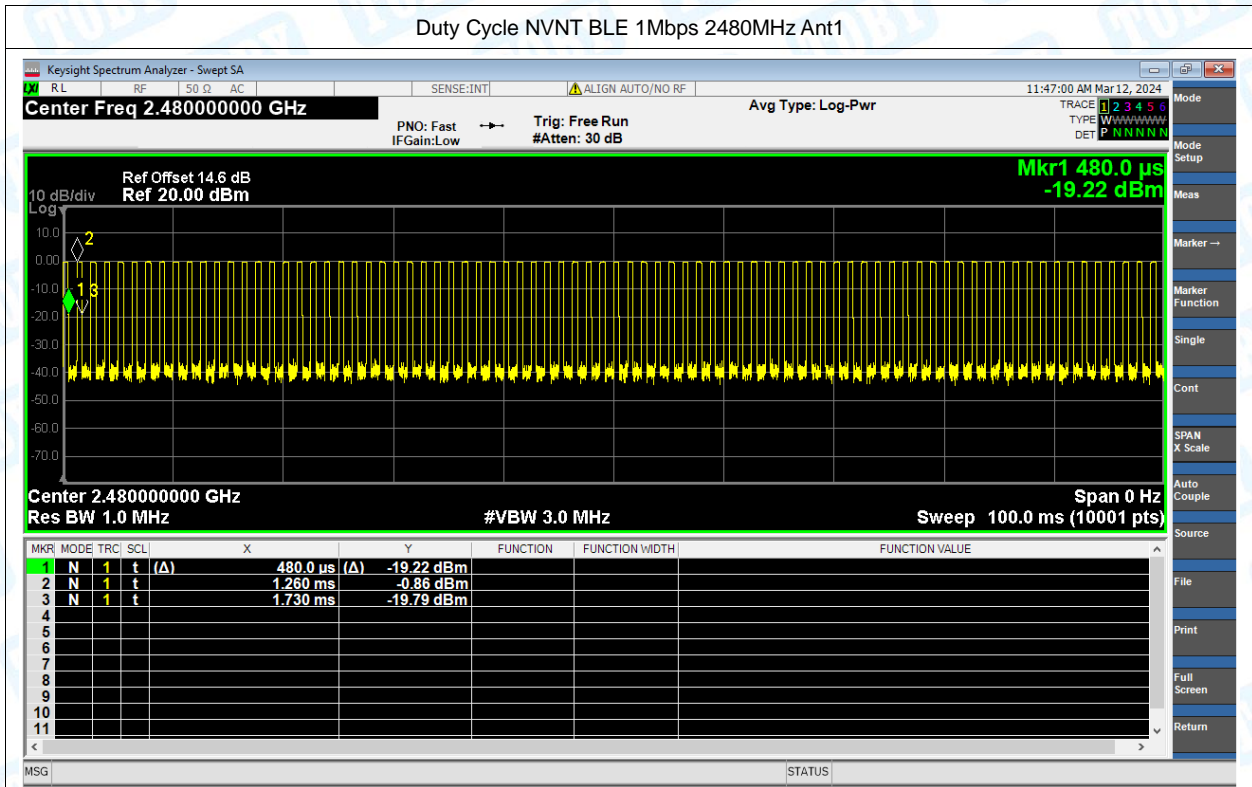 Duty Cycle NVNT BLE 1Mbps 2480MHz Ant1
Keysight Spectrum Analyzer - Swept SA
LXI RL RF 50 Ω AC SENSE:INT ALIGN AUTO/NO RF 11:47:00 AM Mar 12, 2024
Center Freq 2.480000000 GHz
Avg Type: Log-Pwr
TRACE 1 2 3 4 5 6
TYPE WWWWWWW
DET P N N N N N
PNO: Fast
IFGain:Low
Trig: Free Run
#Atten: 30 dB
Mkr1 480.0 µs
-19.22 dBm
Ref Offset 14.6 dB
Ref 20.00 dBm
10 dB/div
Log
10.0
0.00
-10.0
-20.0
-30.0
-40.0
-50.0
-60.0
-70.0
2
1 3
Center 2.480000000 GHz
Span 0 Hz
Res BW 1.0 MHz
#VBW 3.0 MHz
Sweep 100.0 ms (10001 pts)
MKR MODE TRC SCL X Y FUNCTION FUNCTION WIDTH FUNCTION VALUE
1 N 1 t (Δ) 480.0 µs (Δ) -19.22 dBm
2 N 1 t 1.260 ms -0.86 dBm
3 N 1 t 1.730 ms -19.79 dBm
4
5
6
7
8
9
10
11
MSG
STATUS
Mode
Mode Setup
Meas
Marker →
Marker Function
Single
Cont
SPAN X Scale
Auto Couple
Source
File
Print
Full Screen
Return
TOBY